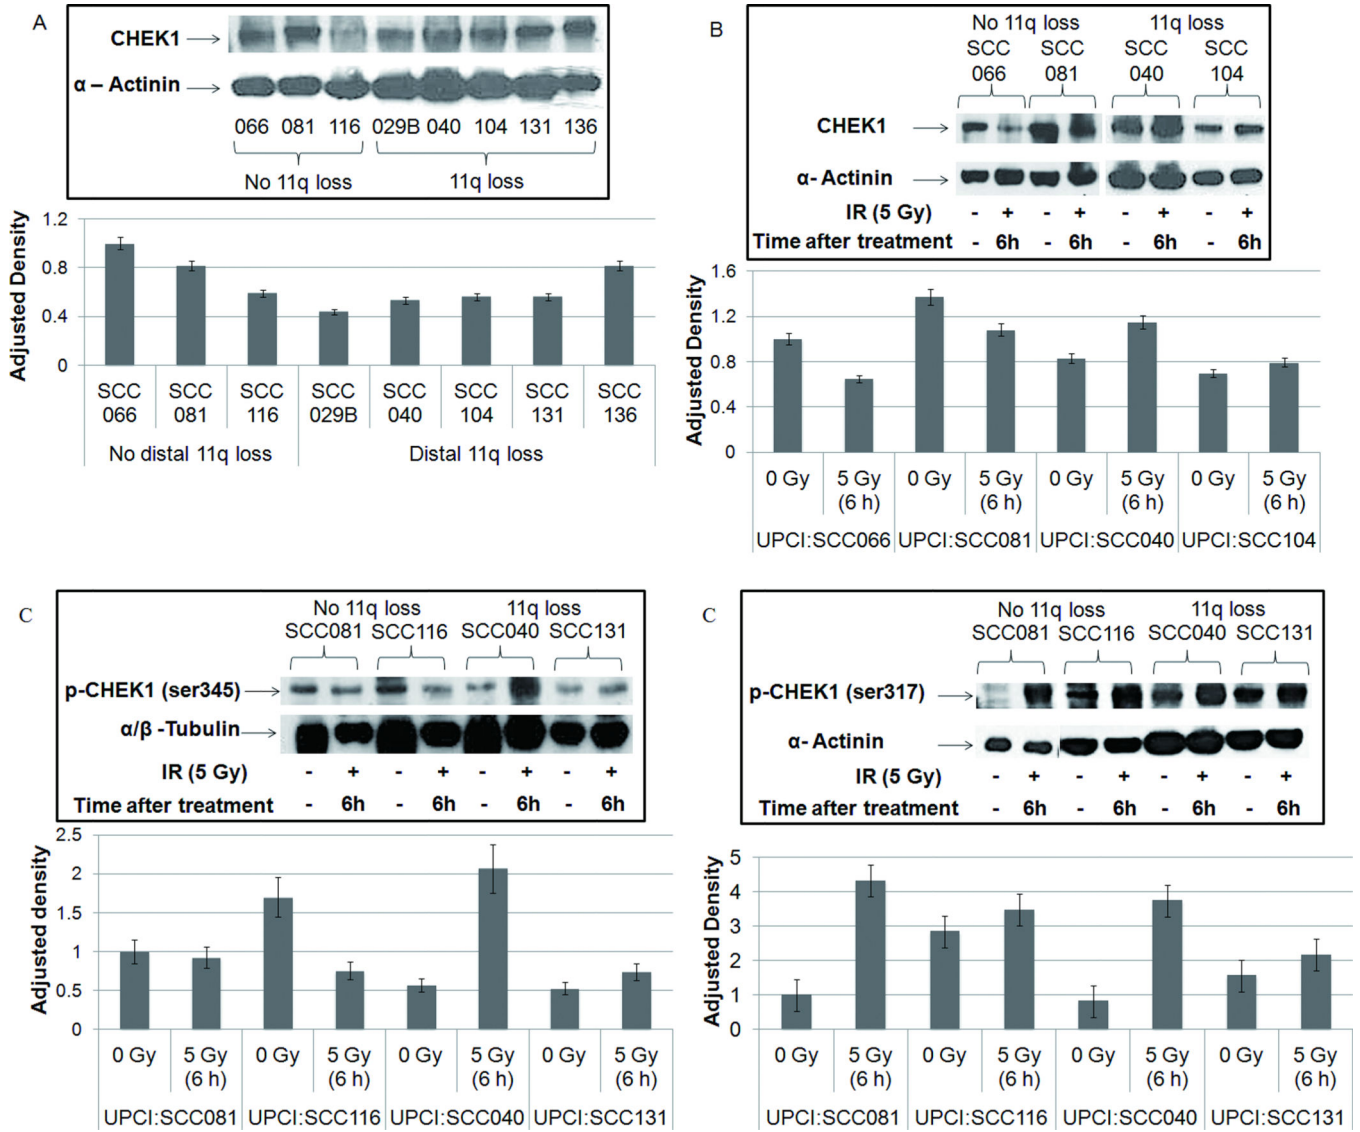 A
CHEK1
α – Actinin
066 081 116 029B 040 104 131 136
No 11q loss 11q loss
Adjusted Density
1.2
0.8
0.4
0
SCC 066 SCC 081 SCC 116 SCC 029B SCC 040 SCC 104 SCC 131 SCC 136
No distal 11q loss Distal 11q loss
B
No 11q loss 11q loss
SCC 066 SCC 081 SCC 040 SCC 104
CHEK1
α- Actinin
IR (5 Gy) - + - + - + - +
Time after treatment - 6h - 6h - 6h - 6h
Adjusted Density
1.6
1.2
0.8
0.4
0
0 Gy 5 Gy (6 h) 0 Gy 5 Gy (6 h) 0 Gy 5 Gy (6 h) 0 Gy 5 Gy (6 h)
UPCI:SCC066 UPCI:SCC081 UPCI:SCC040 UPCI:SCC104
C
No 11q loss 11q loss
SCC081 SCC116 SCC040 SCC131
p-CHEK1 (ser345)
α/β -Tubulin
IR (5 Gy) - + - + - + - +
Time after treatment - 6h - 6h - 6h - 6h
Adjusted density
2.5
2
1.5
1
0.5
0
0 Gy 5 Gy (6 h) 0 Gy 5 Gy (6 h) 0 Gy 5 Gy (6 h) 0 Gy 5 Gy (6 h)
UPCI:SCC081 UPCI:SCC116 UPCI:SCC040 UPCI:SCC131
C
No 11q loss 11q loss
SCC081 SCC116 SCC040 SCC131
p-CHEK1 (ser317)
α- Actinin
IR (5 Gy) - + - + - + - +
Time after treatment - 6h - 6h - 6h - 6h
Adjusted Density
5
4
3
2
1
0
0 Gy 5 Gy (6 h) 0 Gy 5 Gy (6 h) 0 Gy 5 Gy (6 h) 0 Gy 5 Gy (6 h)
UPCI:SCC081 UPCI:SCC116 UPCI:SCC040 UPCI:SCC131